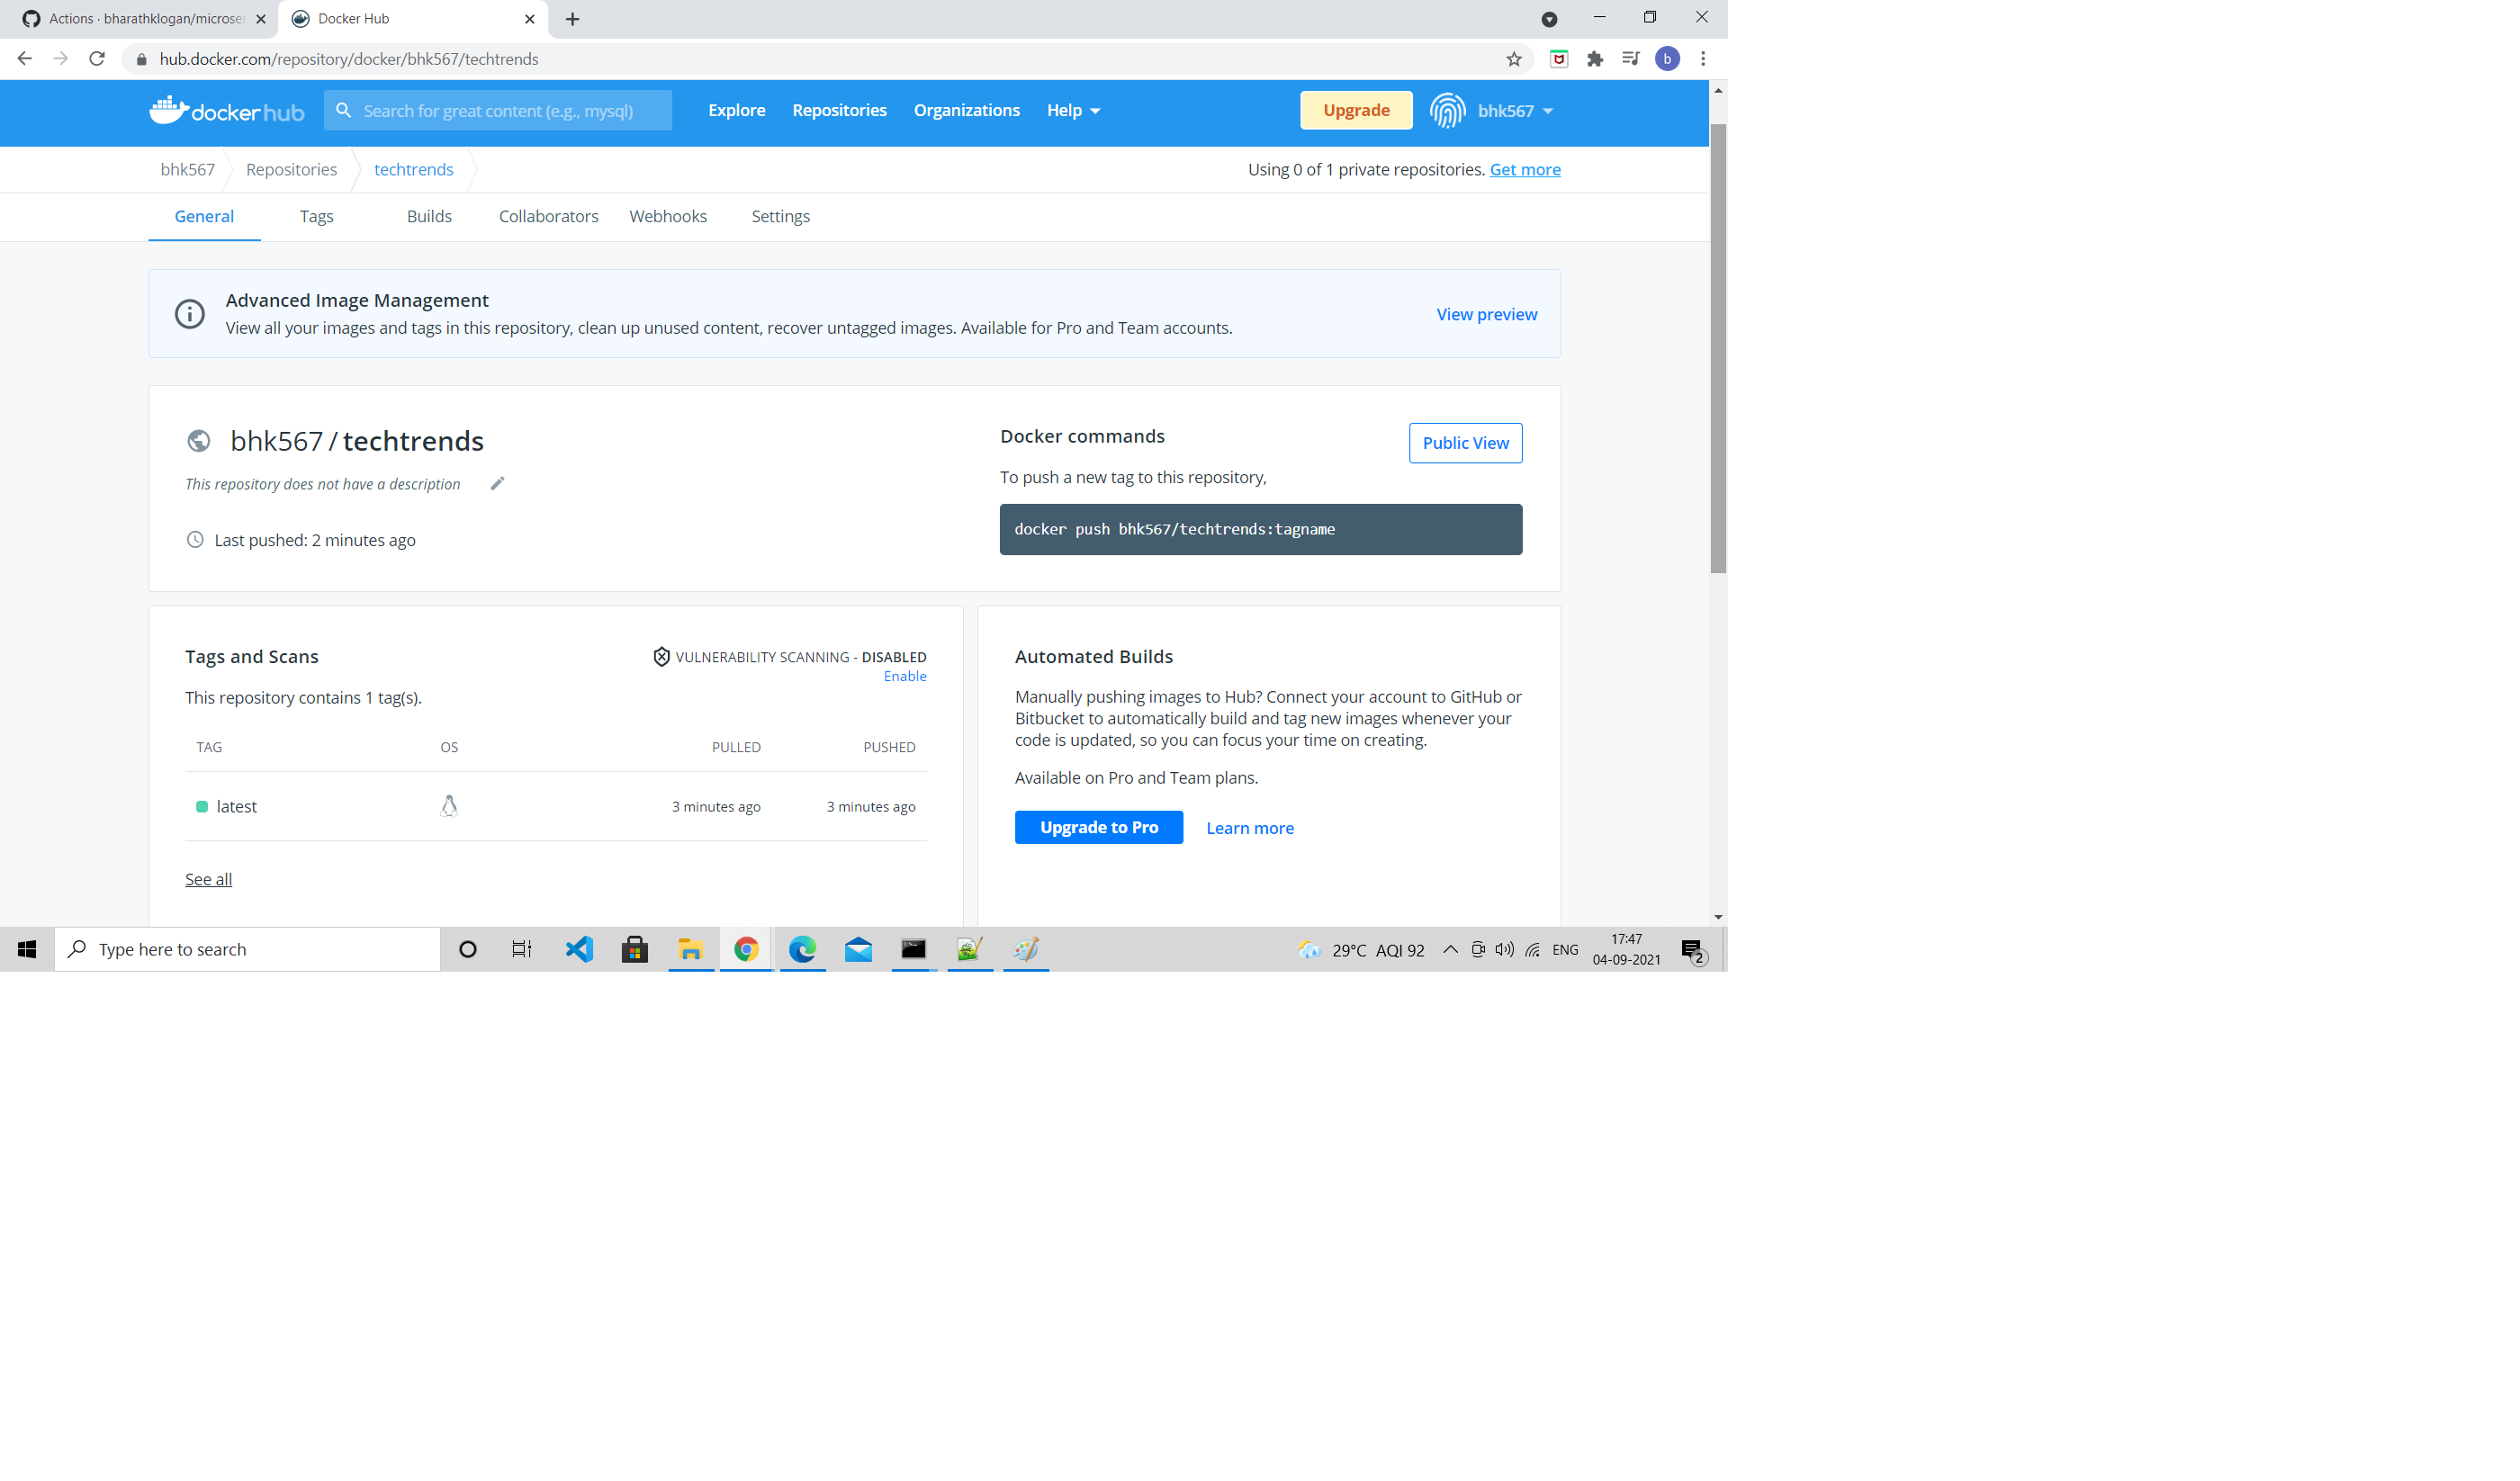 Actions · bharathklogan/microser
Docker Hub
hub.docker.com/repository/docker/bhk567/techtrends
b
docker hub
Search for great content (e.g., mysql)
Explore
Repositories
Organizations
Help
Upgrade
bhk567
bhk567
Repositories
techtrends
Using 0 of 1 private repositories. Get more
General
Tags
Builds
Collaborators
Webhooks
Settings
Advanced Image Management
View all your images and tags in this repository, clean up unused content, recover untagged images. Available for Pro and Team accounts.
View preview
bhk567 / techtrends
This repository does not have a description
Last pushed: 2 minutes ago
Docker commands
Public View
To push a new tag to this repository,
docker push bhk567/techtrends:tagname
Tags and Scans
VULNERABILITY SCANNING - DISABLED
Enable
This repository contains 1 tag(s).
TAG OS PULLED PUSHED
latest 3 minutes ago 3 minutes ago
See all
Automated Builds
Manually pushing images to Hub? Connect your account to GitHub or
Bitbucket to automatically build and tag new images whenever your
code is updated, so you can focus your time on creating.
Available on Pro and Team plans.
Upgrade to Pro
Learn more
Type here to search
29°C AQI 92
ENG
17:47
04-09-2021
2